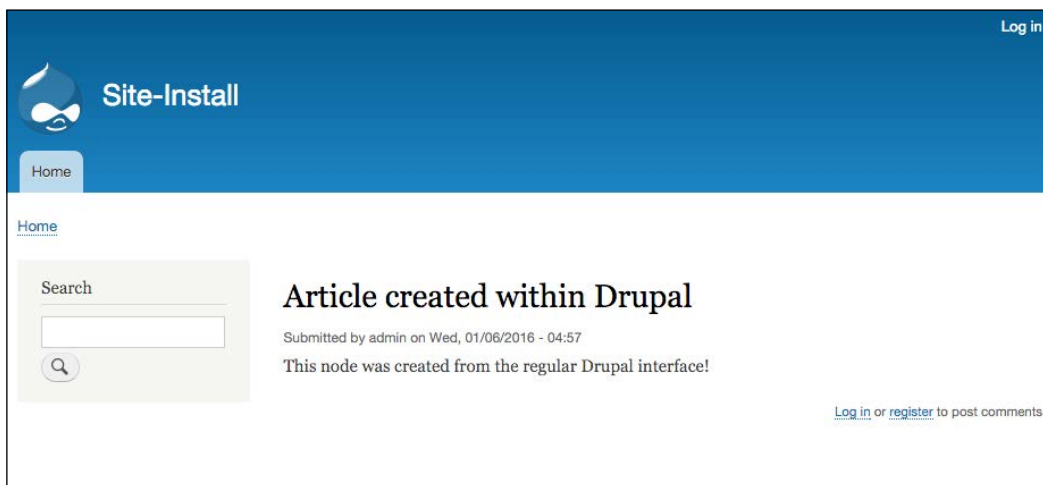 Log in
Site-Install
Home
Home
Search
Article created within Drupal
Submitted by admin on Wed, 01/06/2016 - 04:57
This node was created from the regular Drupal interface!
Log in or register to post comments